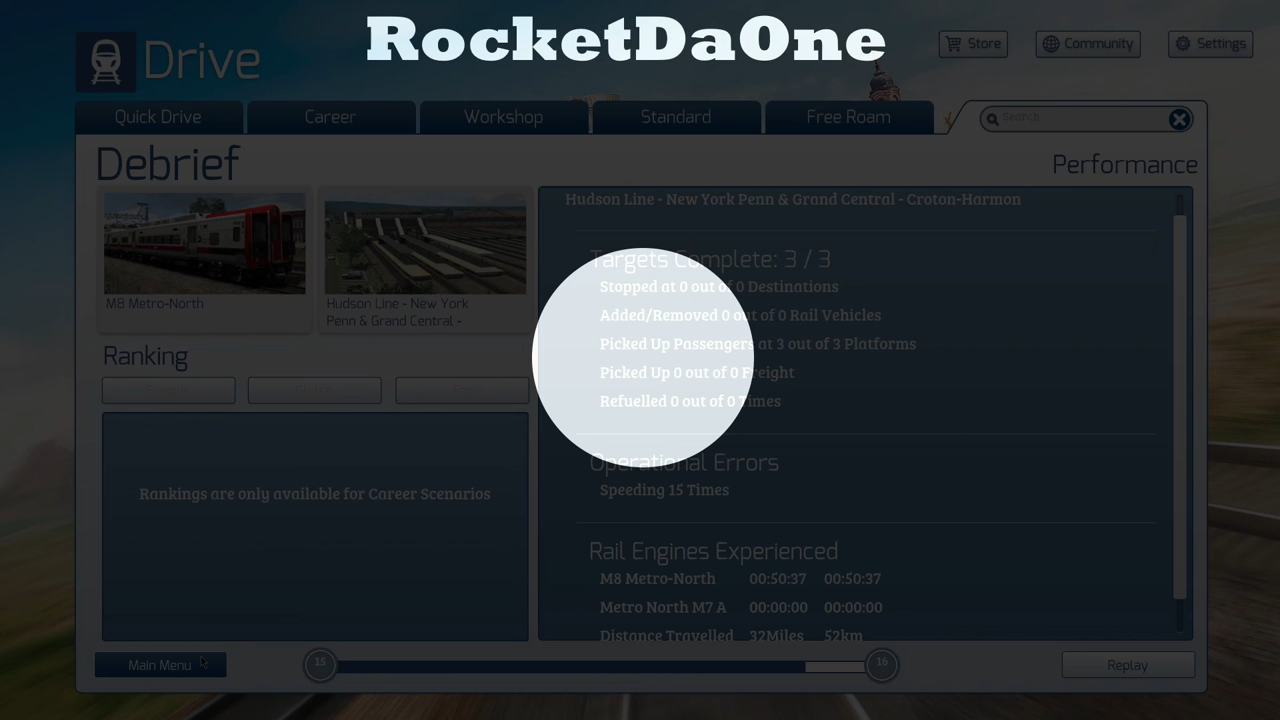 RocketDaOne
Drive
Store
Community
Settings
Quick Drive
Career
Workshop
Standard
Free Roam
Search
Debrief
Performance
M8 Metro-North
Hudson Line - New York
Penn & Grand Central -
Hudson Line - New York Penn & Grand Central - Croton-Harmon
Targets Complete: 3 / 3
Stopped at 0 out of 0 Destinations
Added/Removed 0 out of 0 Rail Vehicles
Picked Up Passengers at 3 out of 3 Platforms
Picked Up 0 out of 0 Freight
Refuelled 0 out of 0 Times
Ranking
Rankings are only available for Career Scenarios
Operational Errors
Speeding 15 Times
Rail Engines Experienced
M8 Metro-North 00:50:37 00:50:37
Metro North M7 A 00:00:00 00:00:00
Distance Travelled 32Miles 52km
Main Menu
15
16
Replay